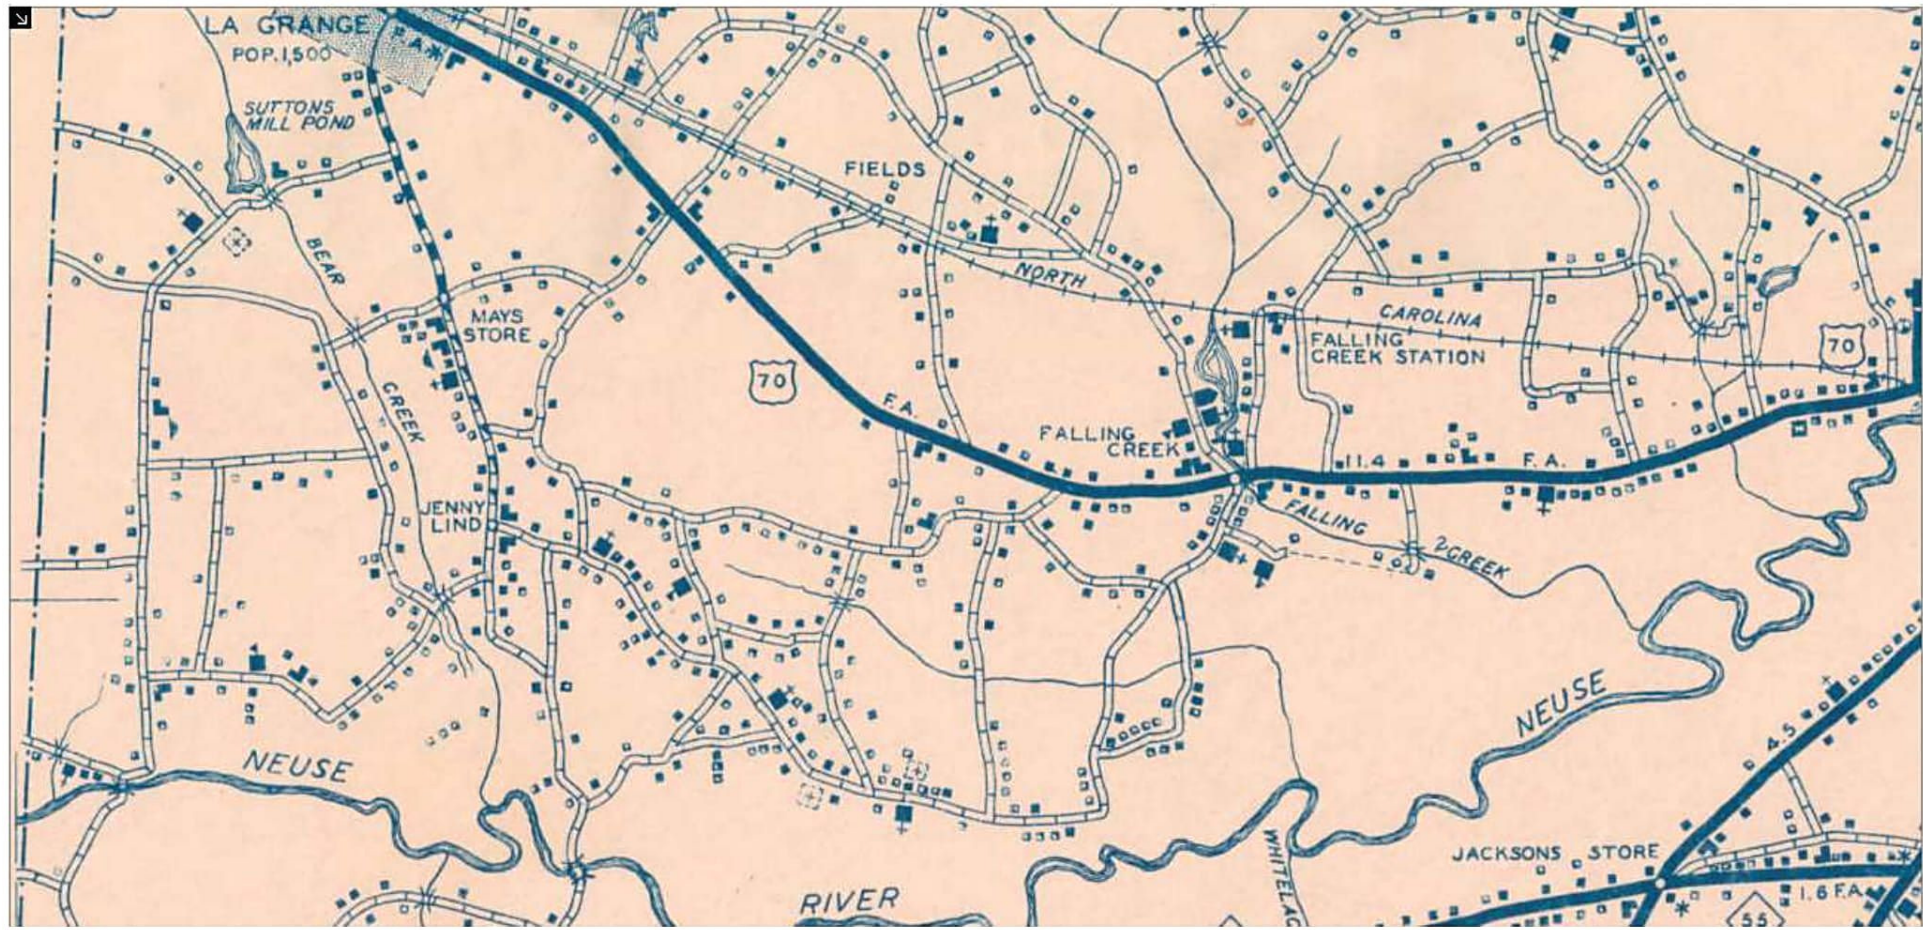 LA GRANGE
POP. 1,500
F.A.
SUTTONS
MILL POND
FIELDS
BEAR
CREEK
NORTH
CAROLINA
MAYS
STORE
70
70
FALLING
CREEK STATION
F.A.
FALLING
CREEK
11.4
F.A.
JENNY
LIND
FALLING
CREEK
NEUSE
NEUSE
4.5
JACKSONS STORE
WHITELAC
RIVER
1.6 F.A.
55